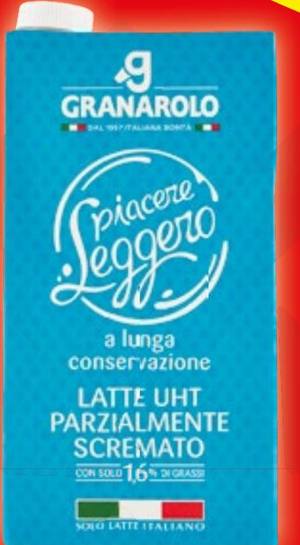 g
GRANAROLO
DAL 1957 ITALIANA BONTÀ
piacere
Leggero
a lunga
conservazione
LATTE UHT
PARZIALMENTE
SCREMATO
CON SOLO 1,6% DI GRASSI
SOLO LATTE ITALIANO